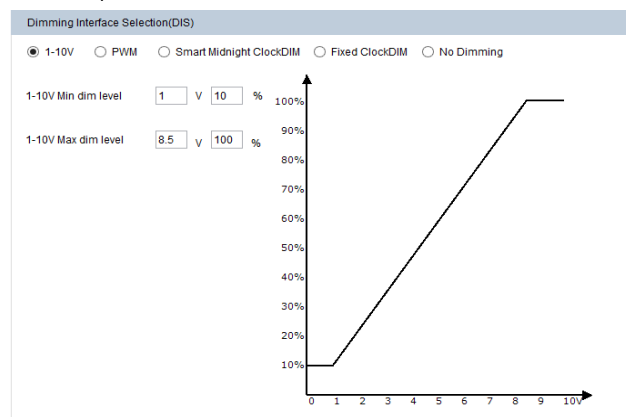 Dimming Interface Selection(DIS)
1-10V PWM Smart Midnight ClockDIM Fixed ClockDIM No Dimming
1-10V Min dim level 1 V 10 %
1-10V Max dim level 8.5 V 100 %
100%
90%
80%
70%
60%
50%
40%
30%
20%
10%
0 1 2 3 4 5 6 7 8 9 10V